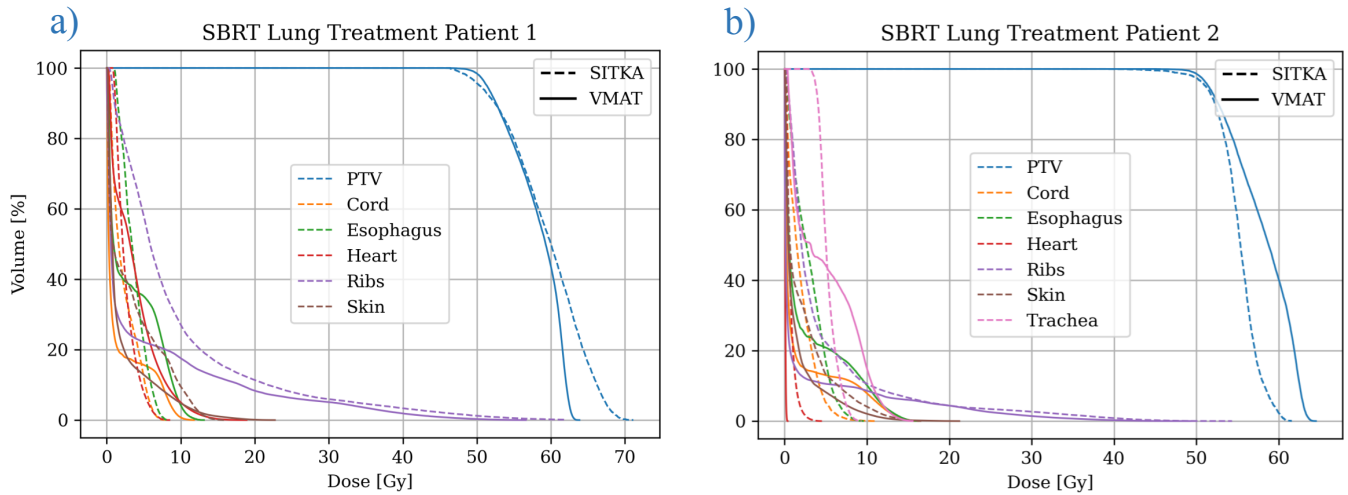 a)
SBRT Lung Treatment Patient 1
100
80
60
40
20
0
Volume [%]
0 10 20 30 40 50 60 70
Dose [Gy]
SITKA
VMAT
PTV
Cord
Esophagus
Heart
Ribs
Skin
b)
SBRT Lung Treatment Patient 2
100
80
60
40
20
0
0 10 20 30 40 50 60
Dose [Gy]
SITKA
VMAT
PTV
Cord
Esophagus
Heart
Ribs
Skin
Trachea